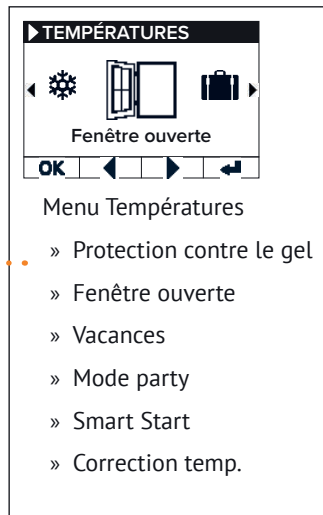 TEMPÉRATURES
Fenêtre ouverte
OK
Menu Températures
» Protection contre le gel
» Fenêtre ouverte
» Vacances
» Mode party
» Smart Start
» Correction temp.